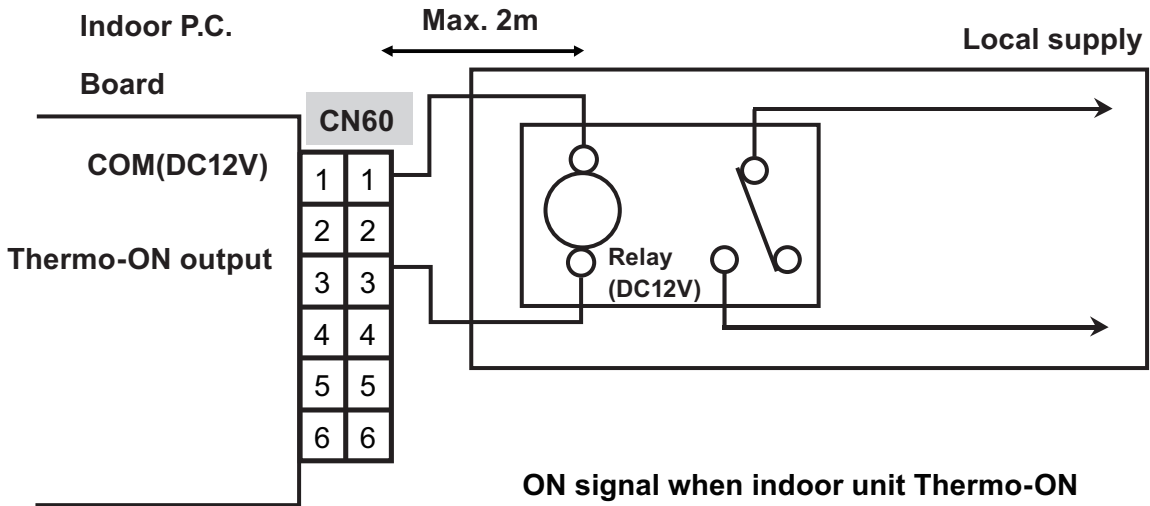 Indoor P.C.
Board
Max. 2m
Local supply
CN60
COM(DC12V)
Thermo-ON output
1 1
2 2
3 3
4 4
5 5
6 6
Relay
(DC12V)
ON signal when indoor unit Thermo-ON